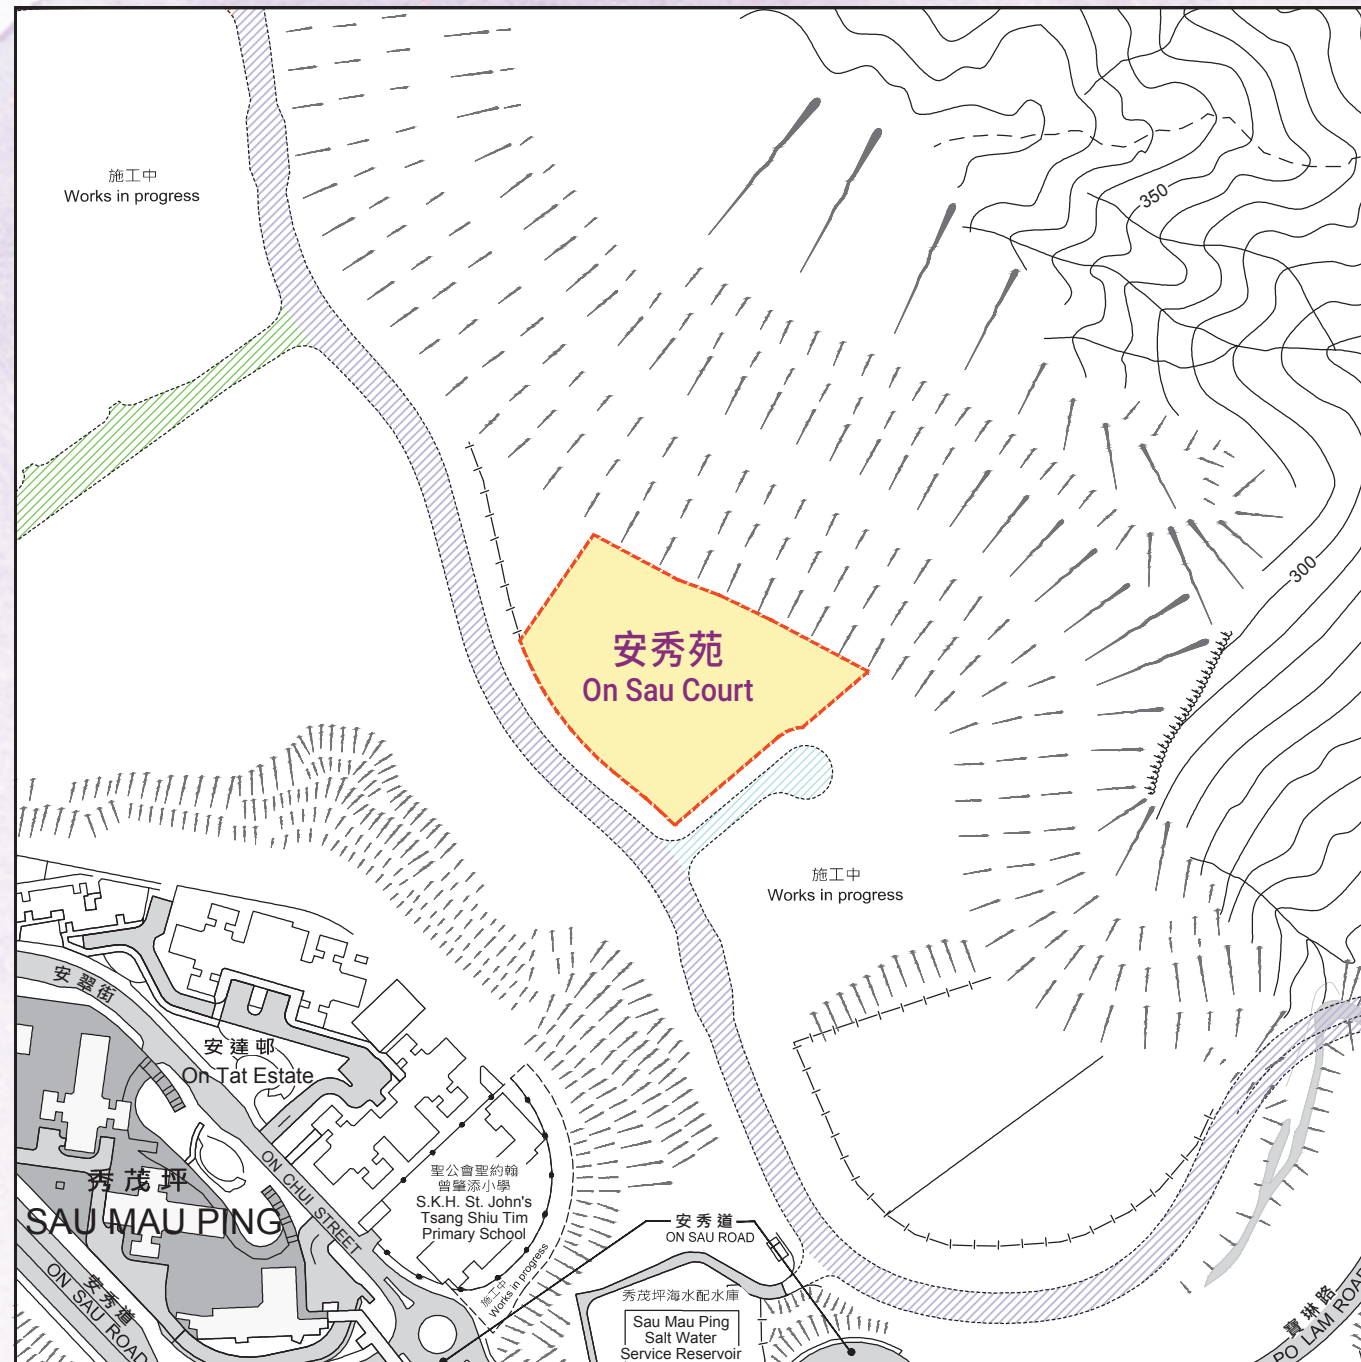 施工中
Works in progress
350
300
安秀苑
On Sau Court
施工中
Works in progress
安翠街
安達邨
On Tat Estate
秀茂坪
SAU MAU PING
ON CHUI STREET
聖公會聖約翰
曾肇添小學
S.K.H. St. John's
Tsang Shiu Tim
Primary School
施工中
Works in progress
安秀道
ON SAU ROAD
安秀道
ON SAU ROAD
秀茂坪海水配水庫
Sau Mau Ping
Salt Water
Service Reservoir
寶琳路
PO LAM ROAD